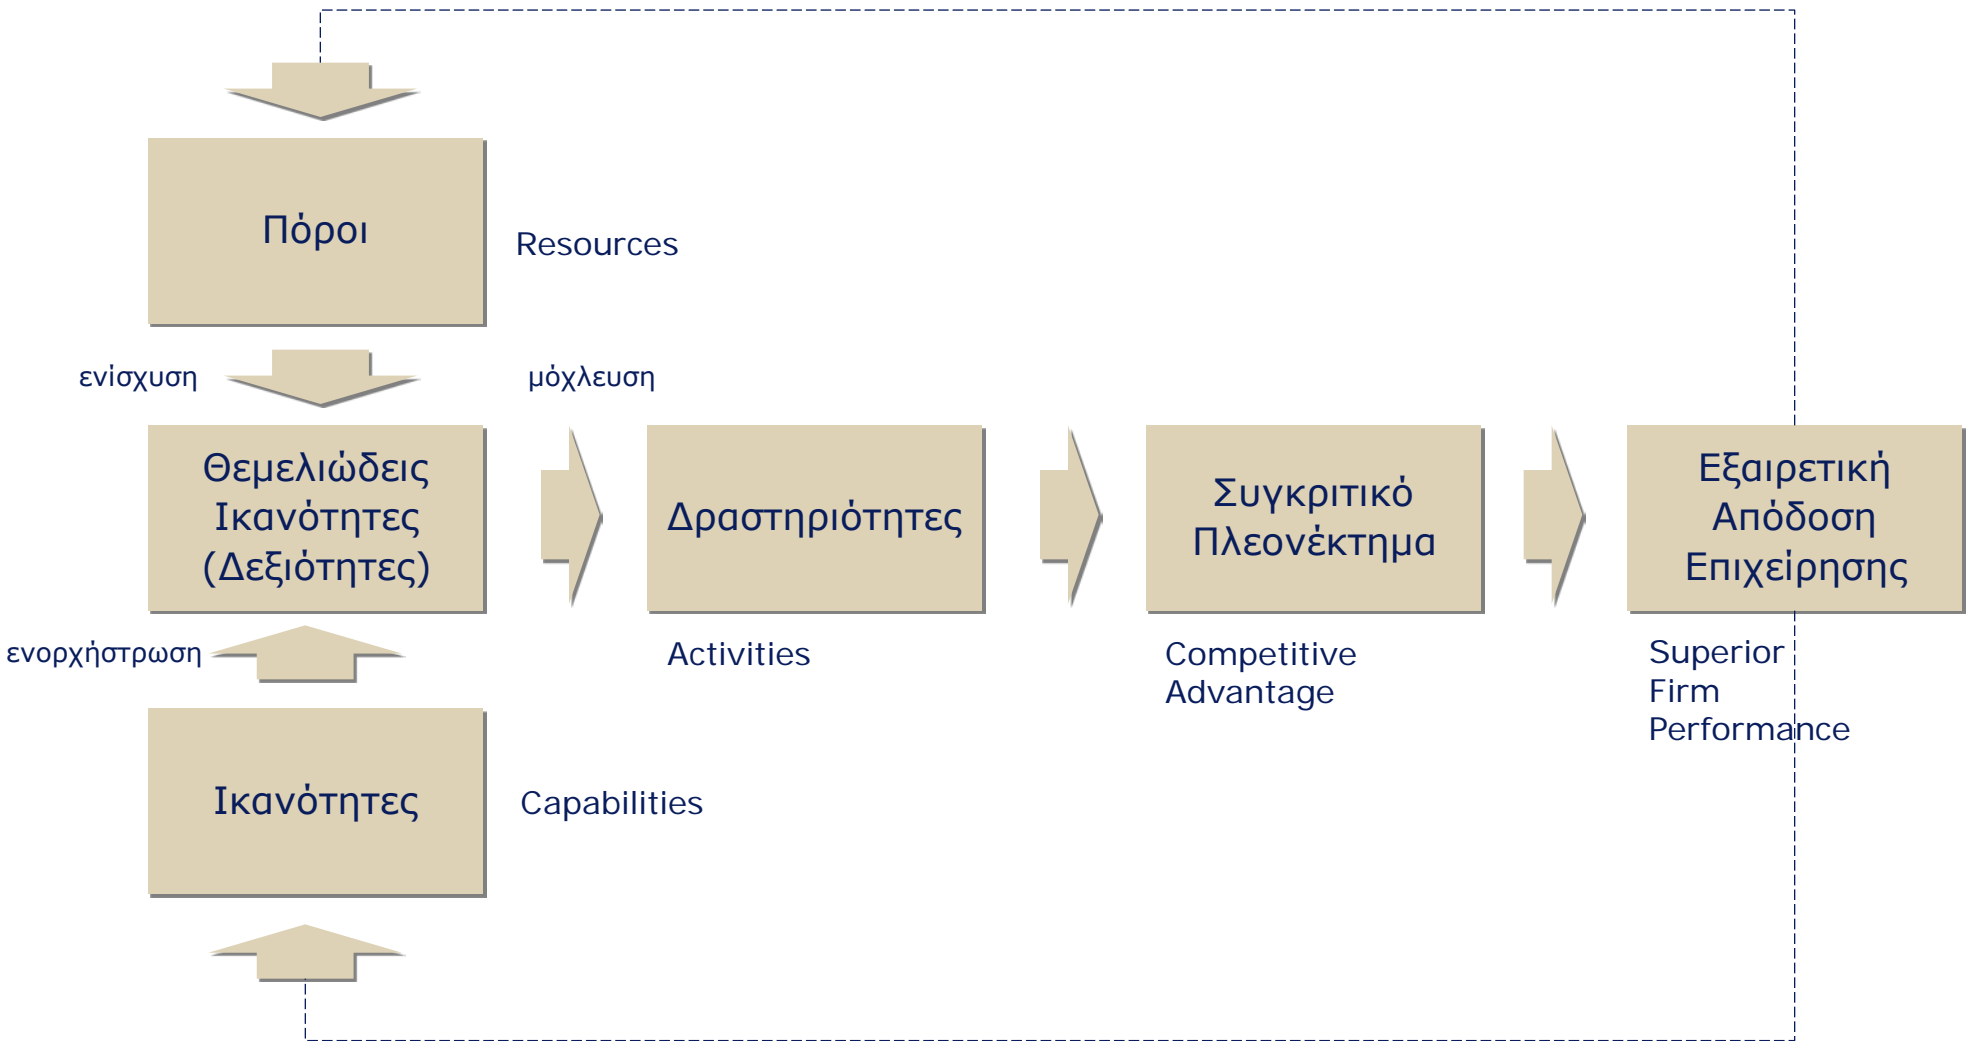 Πόροι
Resources
ενίσχυση
μόχλευση
Θεμελιώδεις
Ικανότητες
(Δεξιότητες)
Δραστηριότητες
Συγκριτικό
Πλεονέκτημα
Εξαιρετική
Απόδοση
Επιχείρησης
ενορχήστρωση
Activities
Competitive
Advantage
Superior
Firm
Performance
Ικανότητες
Capabilities